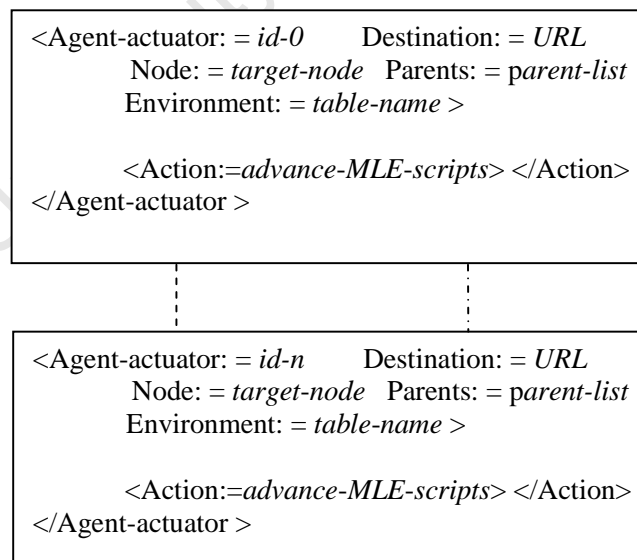 <Agent-actuator: = id-0 Destination: = URL
Node: = target-node Parents: = parent-list
Environment: = table-name >
<Action:=advance-MLE-scripts> </Action>
</Agent-actuator >
<Agent-actuator: = id-n Destination: = URL
Node: = target-node Parents: = parent-list
Environment: = table-name >
<Action:=advance-MLE-scripts> </Action>
</Agent-actuator >